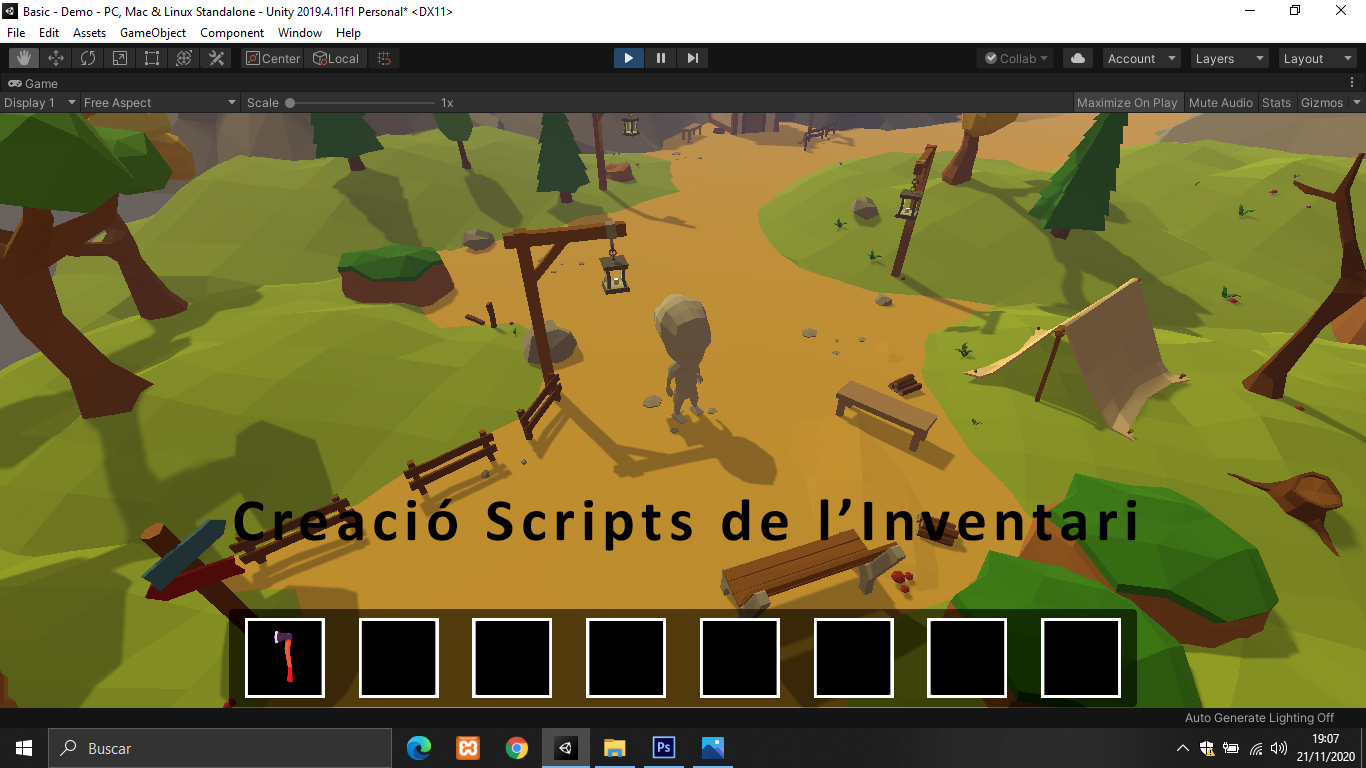 Basic - Demo - PC, Mac & Linux Standalone - Unity 2019.4.11f1 Personal* <DX11>
File Edit Assets GameObject Component Window Help
Center Local Collab Account Layers Layout
Game
Display 1 Free Aspect Scale 1x Maximize On Play Mute Audio Stats Gizmos
Creació Scripts de l’Inventari
Auto Generate Lighting Off
Buscar
Ps
19:07
21/11/2020